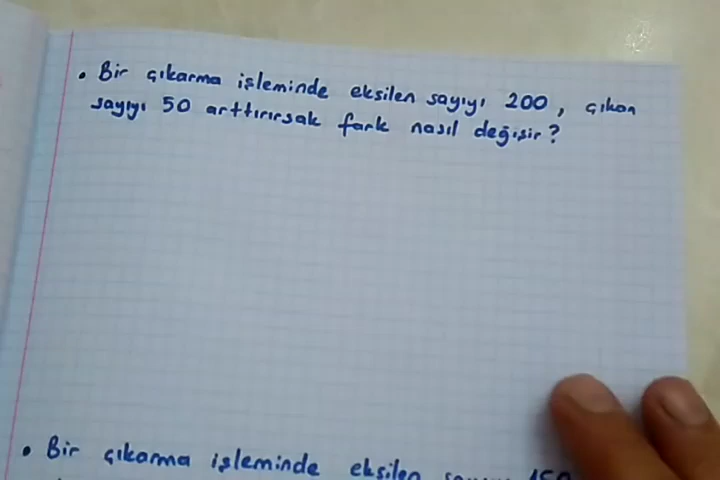 • Bir çıkarma işleminde eksilen sayıyı 200, çıkan
sayıyı 50 arttırırsak fark nasıl değişir?
• Bir çıkarma işleminde eksilen